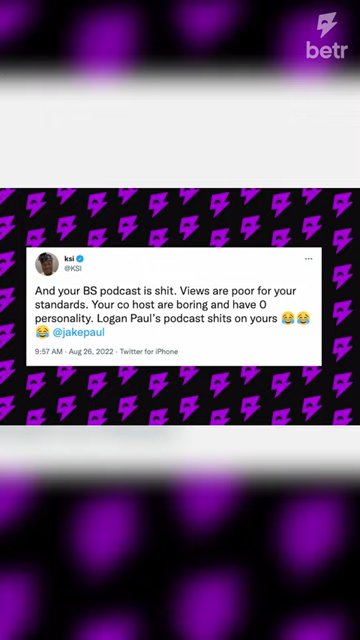 betr
ksi
@KSI
And your BS podcast is shit. Views are poor for your
standards. Your co host are boring and have 0
personality. Logan Paul's podcast shits on yours 😂😂
😂 @jakepaul
9:57 AM · Aug 26, 2022 · Twitter for iPhone